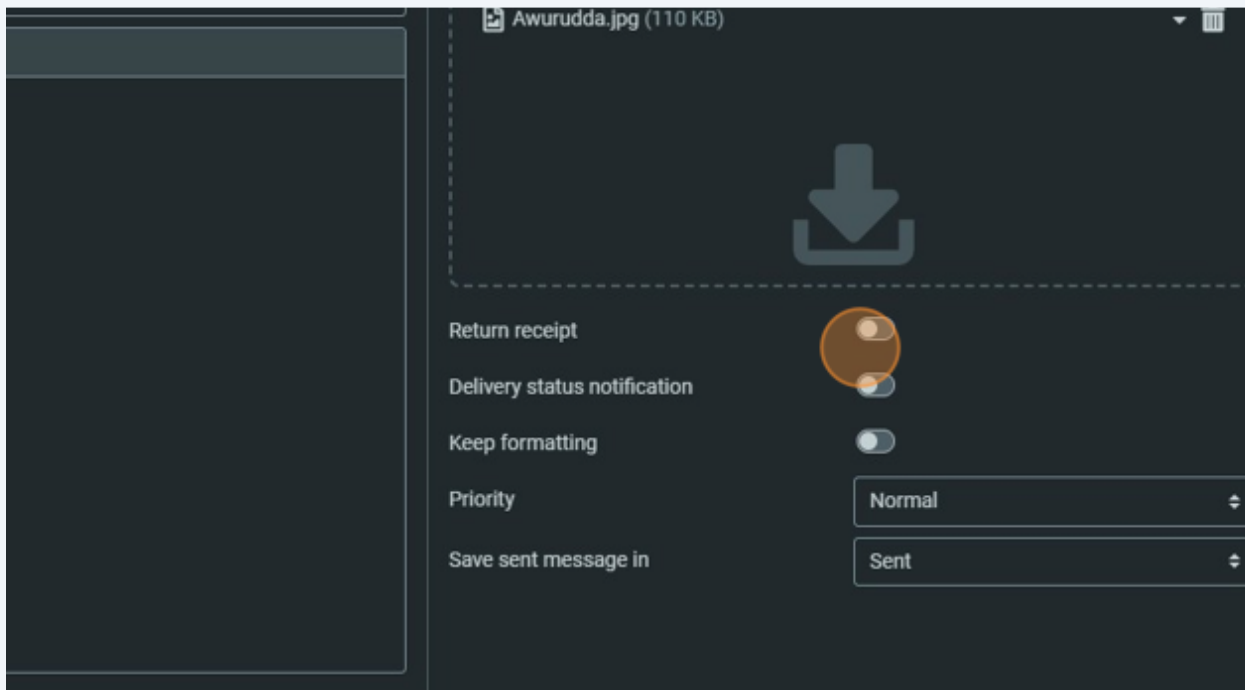 Awurudda.jpg (110 KB)
Return receipt
Delivery status notification
Keep formatting
Priority
Normal
Save sent message in
Sent